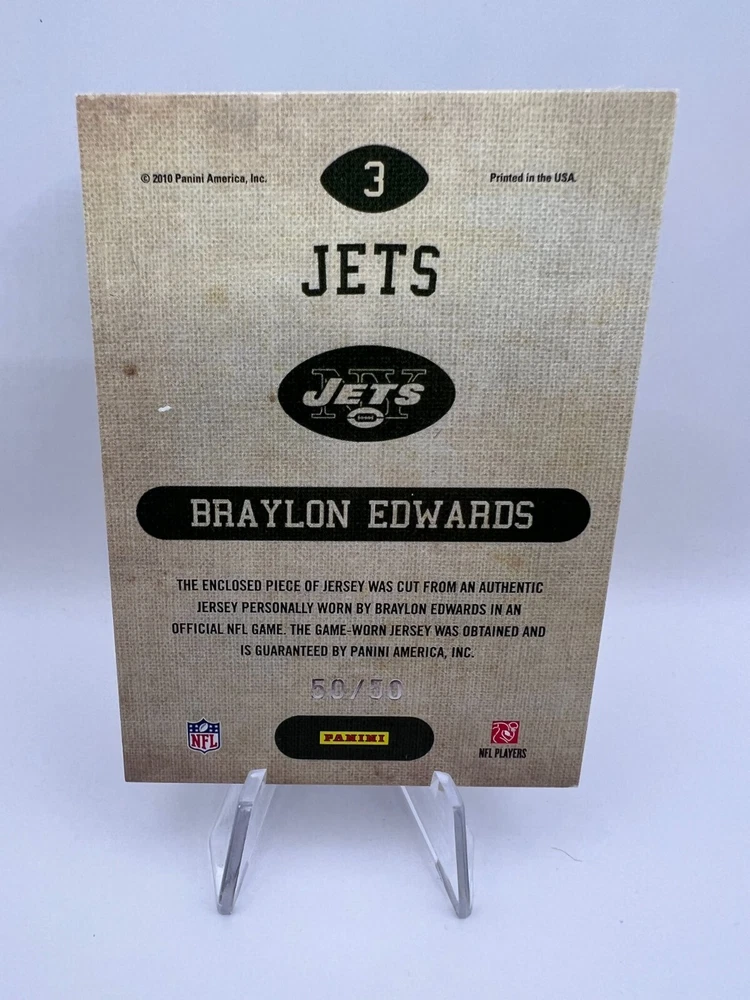 © 2010 Panini America, Inc.
3
Printed in the USA.
JETS
NY
JETS
BRAYLON EDWARDS
THE ENCLOSED PIECE OF JERSEY WAS CUT FROM AN AUTHENTIC
JERSEY PERSONALLY WORN BY BRAYLON EDWARDS IN AN
OFFICIAL NFL GAME. THE GAME-WORN JERSEY WAS OBTAINED AND
IS GUARANTEED BY PANINI AMERICA, INC.
50/50
NFL
PANINI
NFL PLAYERS